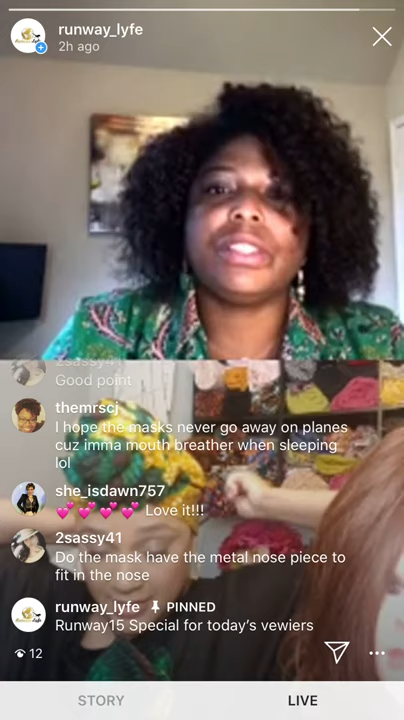 runway_lyfe
2h ago
2sassy41
Good point
themrscj
I hope the masks never go away on planes
cuz imma mouth breather when sleeping
lol
she_isdawn757
💕💕💕💕 Love it!!!
2sassy41
Do the mask have the metal nose piece to
fit in the nose
runway_lyfe 📌 PINNED
Runway15 Special for today's vewiers
12
STORY LIVE